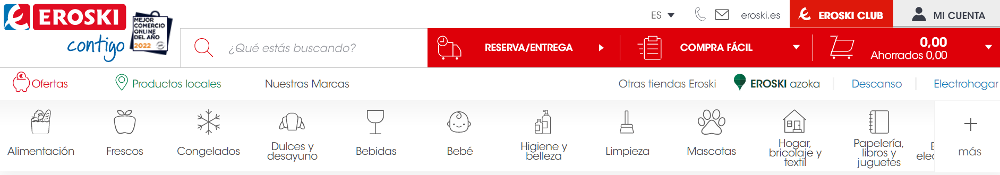 EROSKI
contigo
MEJOR
COMERCIO
ONLINE
DEL AÑO
2022
ES
eroski.es
EROSKI CLUB
MI CUENTA
¿Qué estás buscando?
RESERVA/ENTREGA
COMPRA FÁCIL
0,00
Ahorrados 0,00
Ofertas
Productos locales
Nuestras Marcas
Otras tiendas Eroski
EROSKI azoka
Descanso
Electrohogar
Alimentación
Frescos
Congelados
Dulces y
desayuno
Bebidas
Bebé
Higiene y
belleza
Limpieza
Mascotas
Hogar,
bricolaje y
textil
Papelería,
libros y
juguetes
más